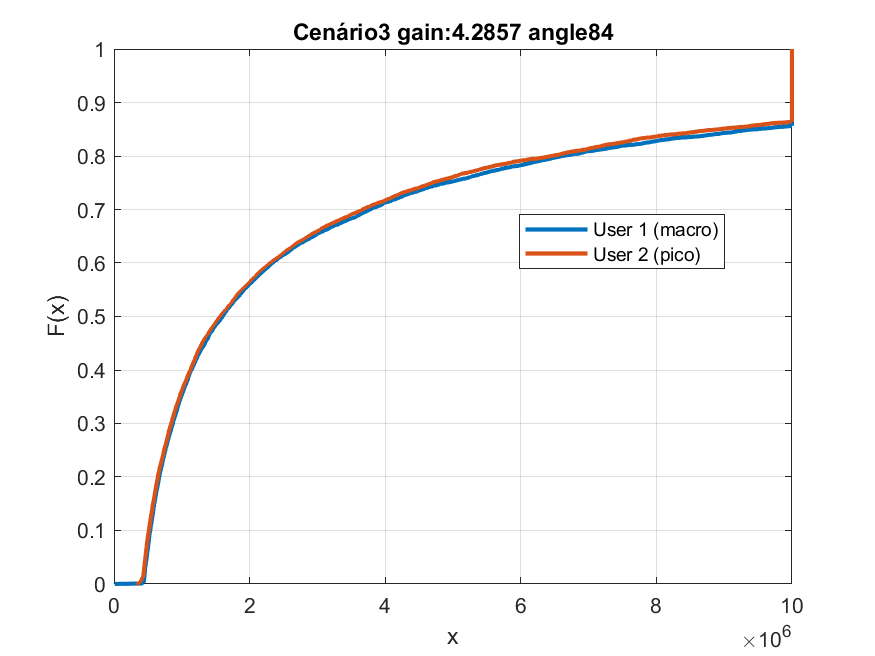 Cenário3 gain:4.2857 angle84
1
0.9
0.8
0.7
0.6
0.5
0.4
0.3
0.2
0.1
0
F(x)
User 1 (macro)
User 2 (pico)
0 2 4 6 8 10
x
×10^6